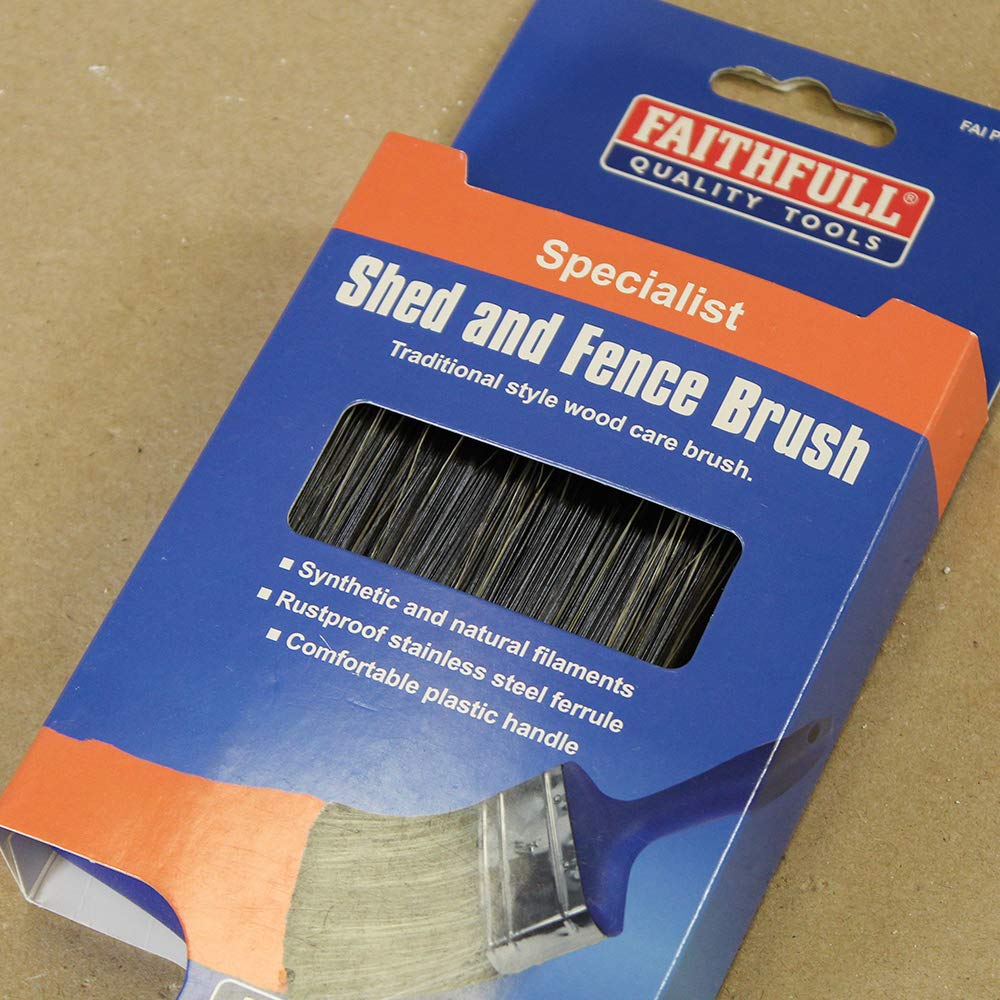 FAITHFULL®
QUALITY TOOLS
FAI
Specialist
Shed and Fence Brush
Traditional style wood care brush.
▪ Synthetic and natural filaments
▪ Rustproof stainless steel ferrule
▪ Comfortable plastic handle